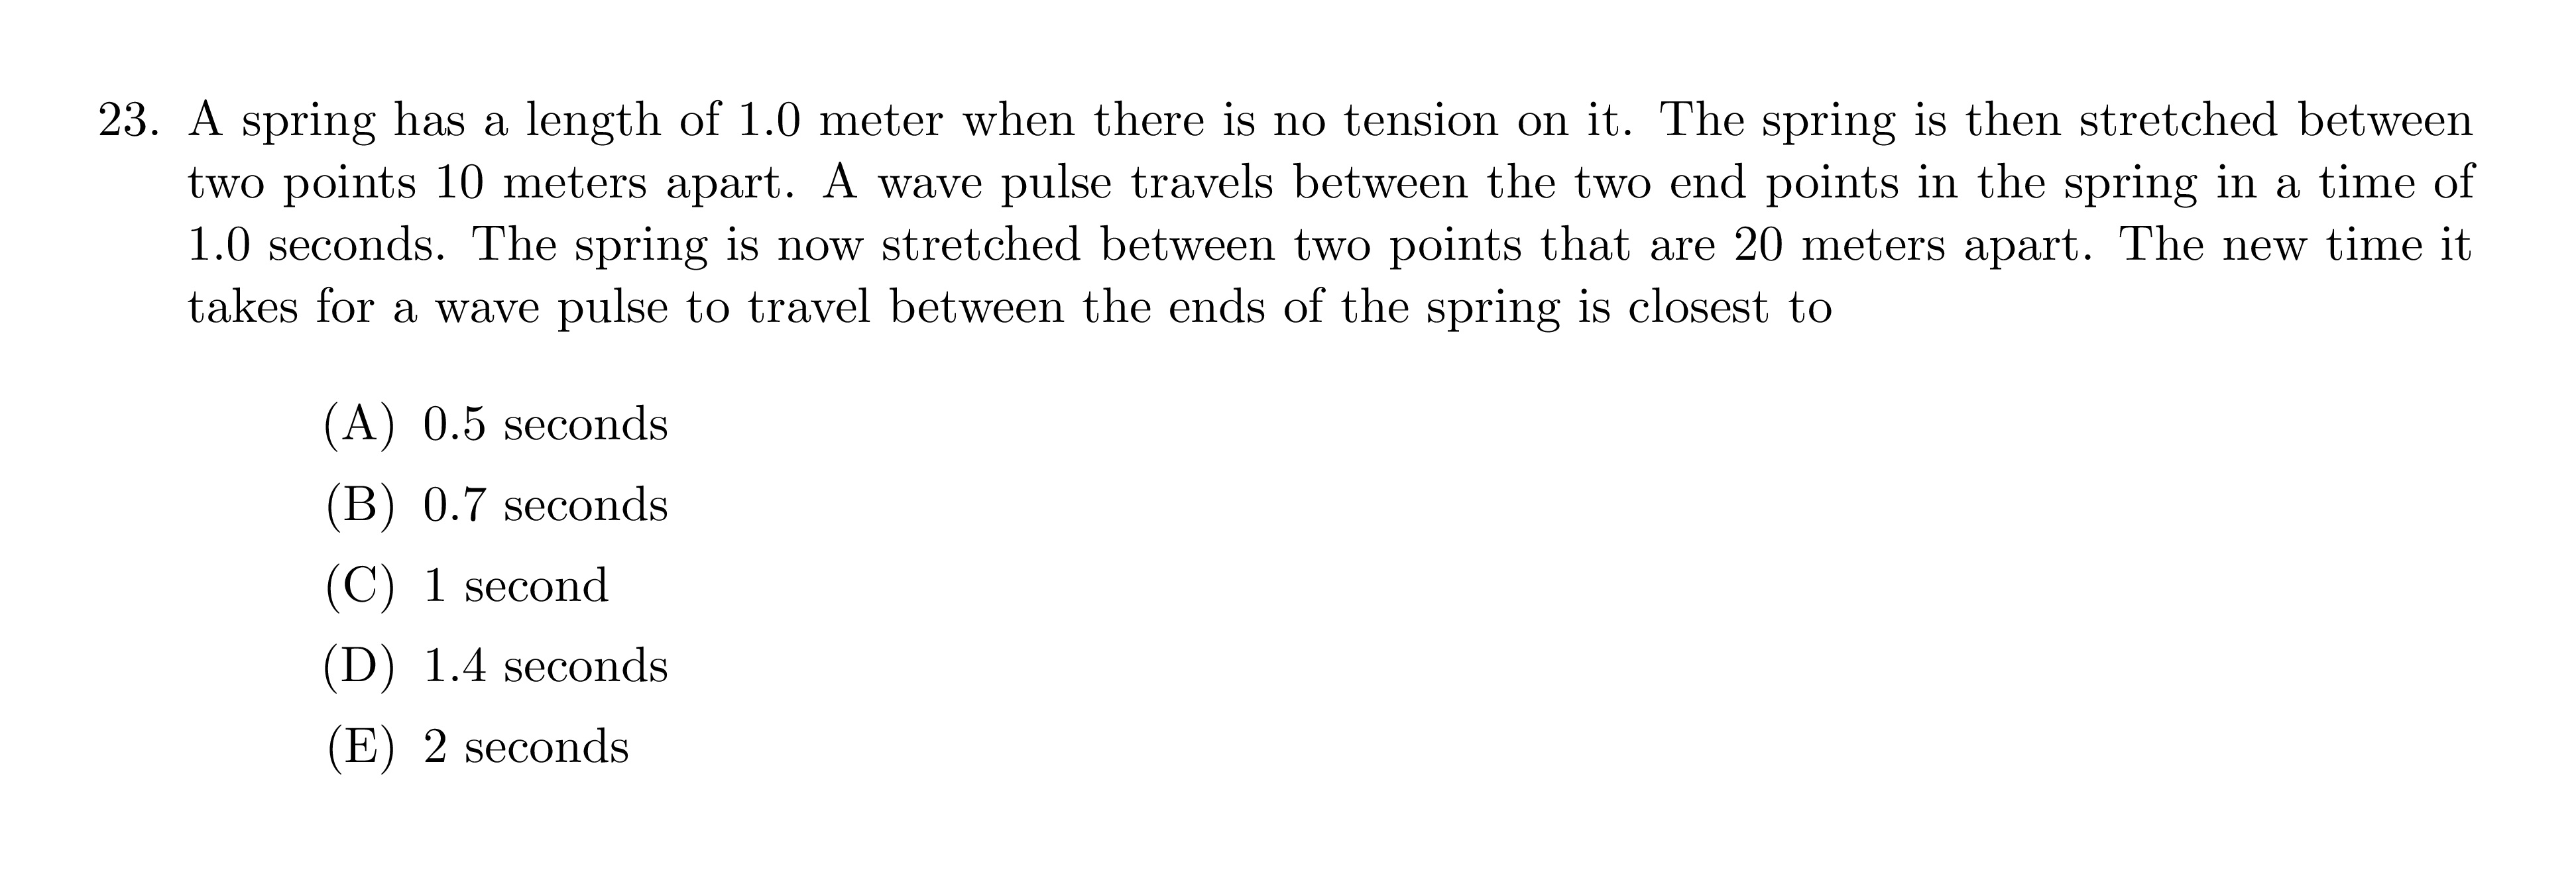 23. A spring has a length of 1.0 meter when there is no tension on it. The spring is then stretched between
two points 10 meters apart. A wave pulse travels between the two end points in the spring in a time of
1.0 seconds. The spring is now stretched between two points that are 20 meters apart. The new time it
takes for a wave pulse to travel between the ends of the spring is closest to
(A) 0.5 seconds
(B) 0.7 seconds
(C) 1 second
(D) 1.4 seconds
(E) 2 seconds